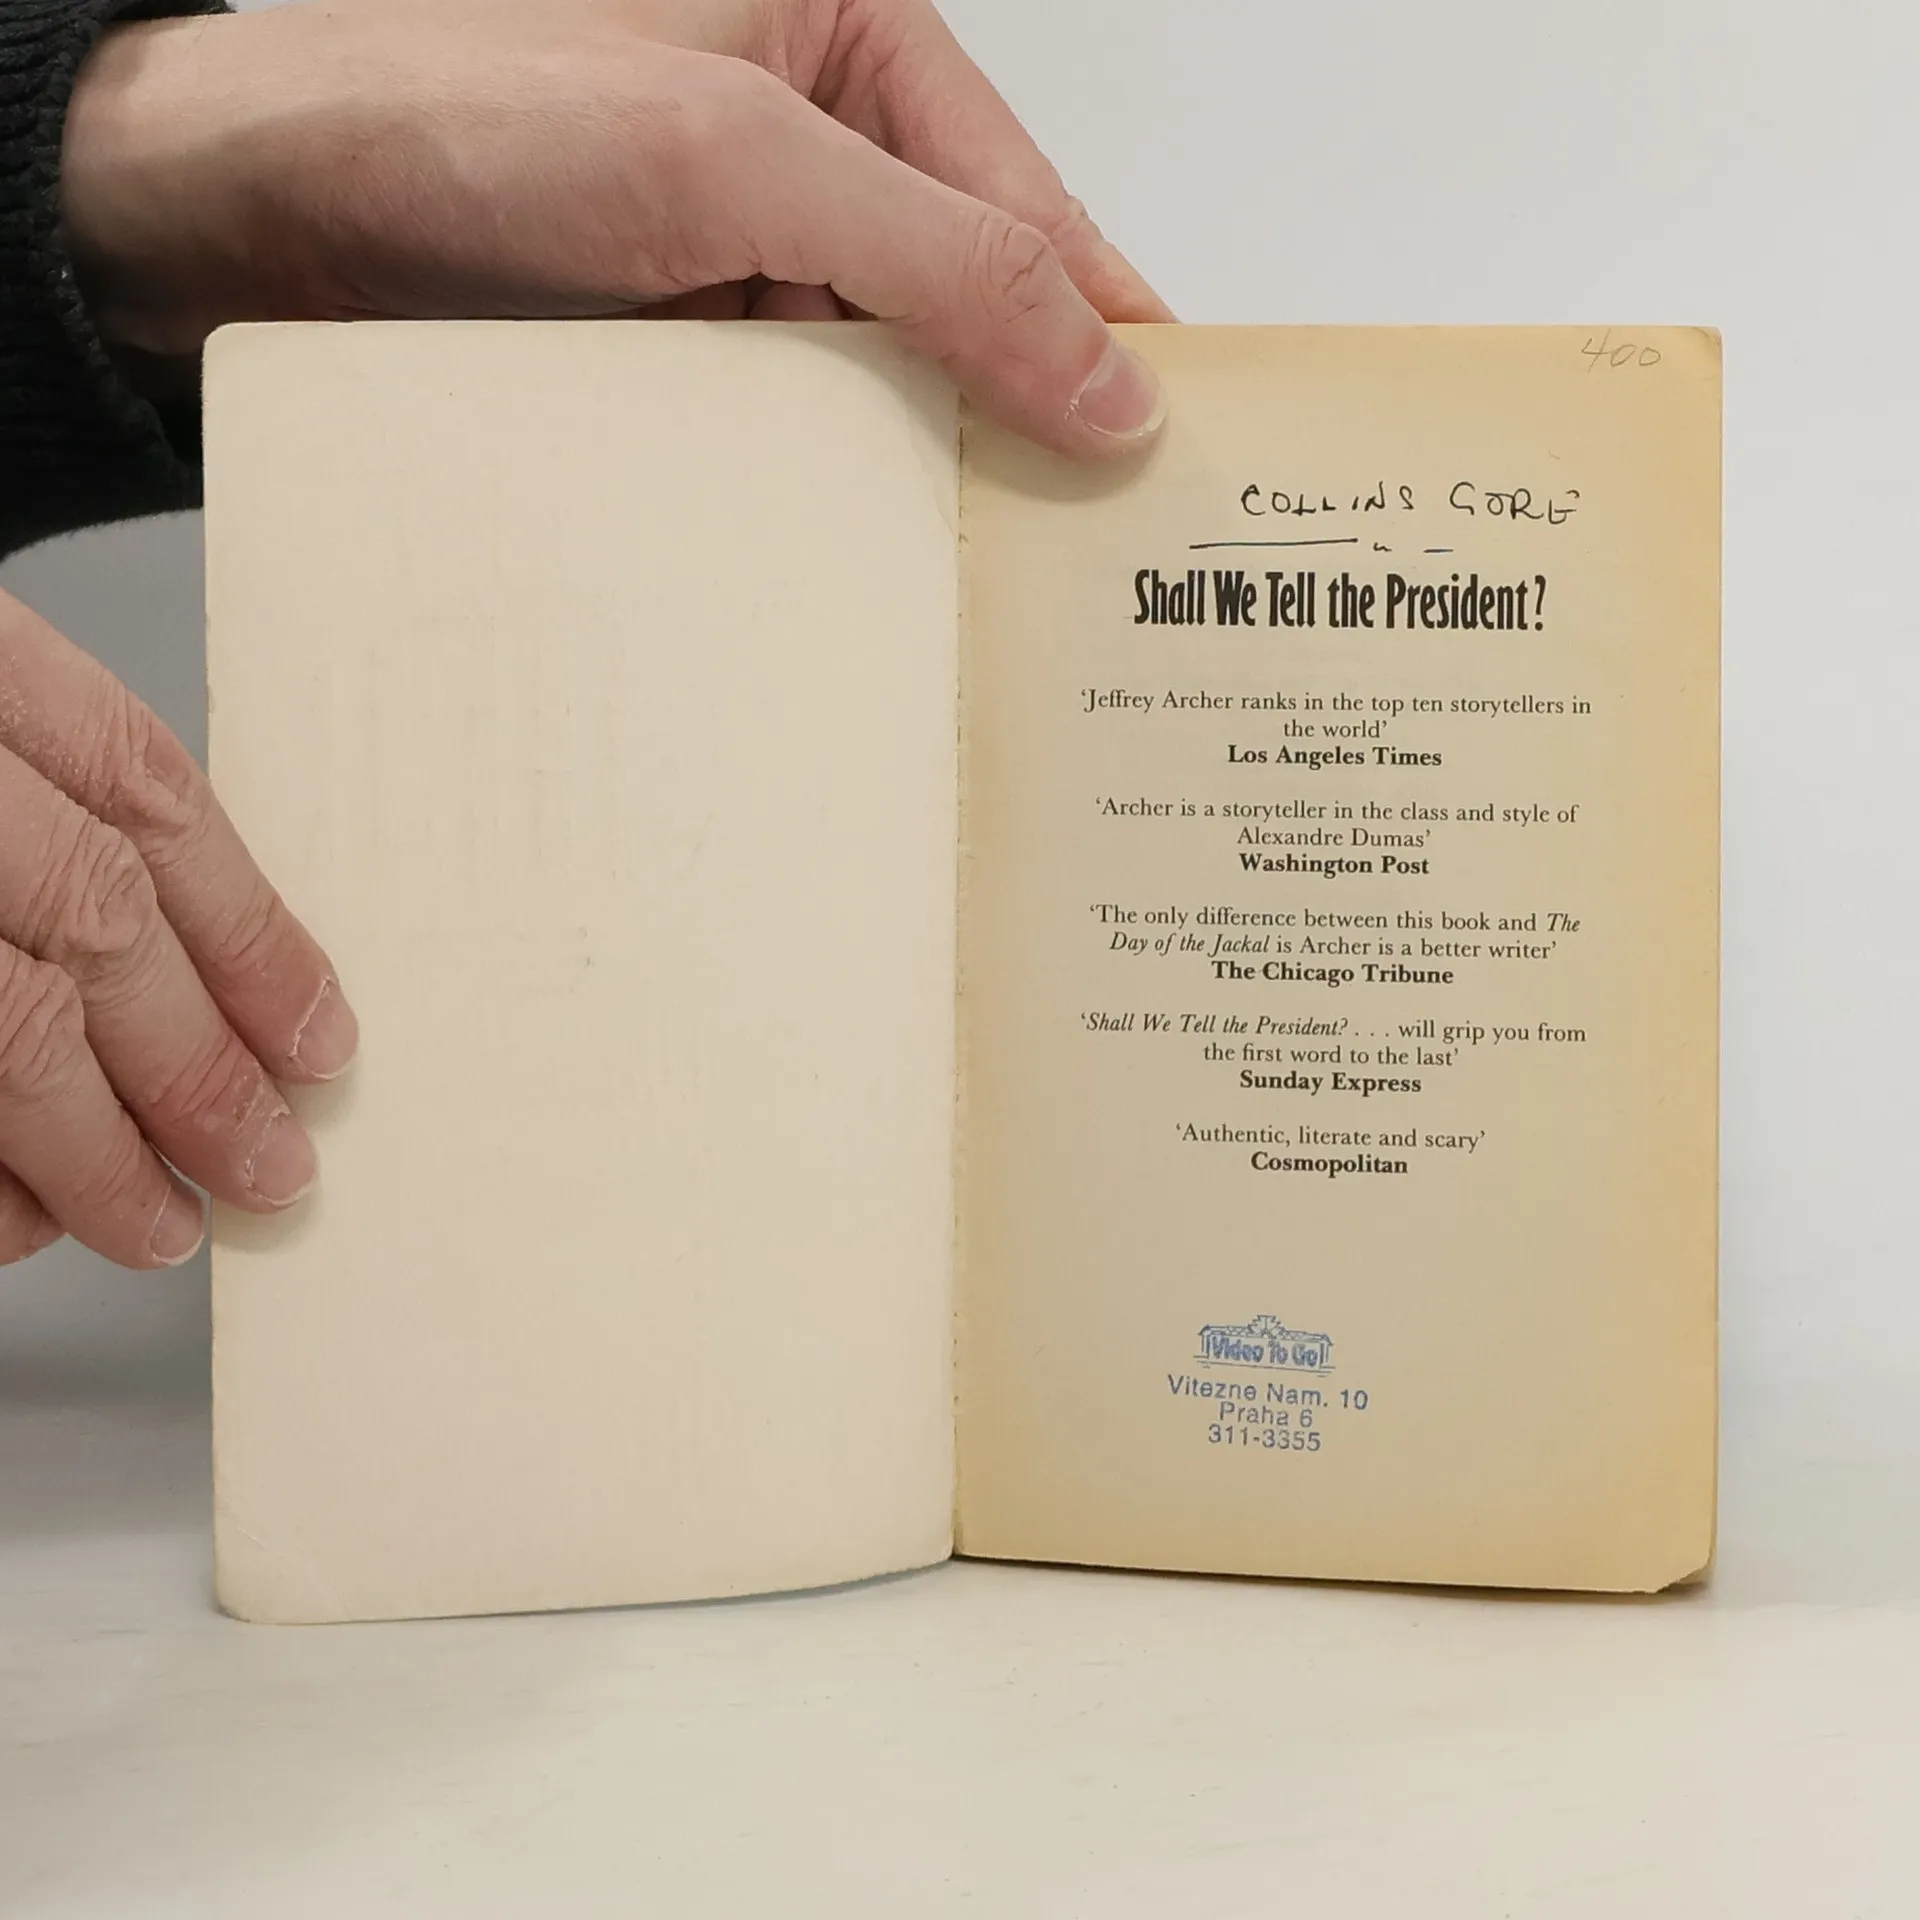 400
COLLINS GORE
Shall We Tell the President?
‘Jeffrey Archer ranks in the top ten storytellers in
the world’
Los Angeles Times
‘Archer is a storyteller in the class and style of
Alexandre Dumas’
Washington Post
‘The only difference between this book and The
Day of the Jackal is Archer is a better writer’
The Chicago Tribune
‘Shall We Tell the President? . . . will grip you from
the first word to the last’
Sunday Express
‘Authentic, literate and scary’
Cosmopolitan
Video To Go
Vitezne Nam. 10
Praha 6
311-3355